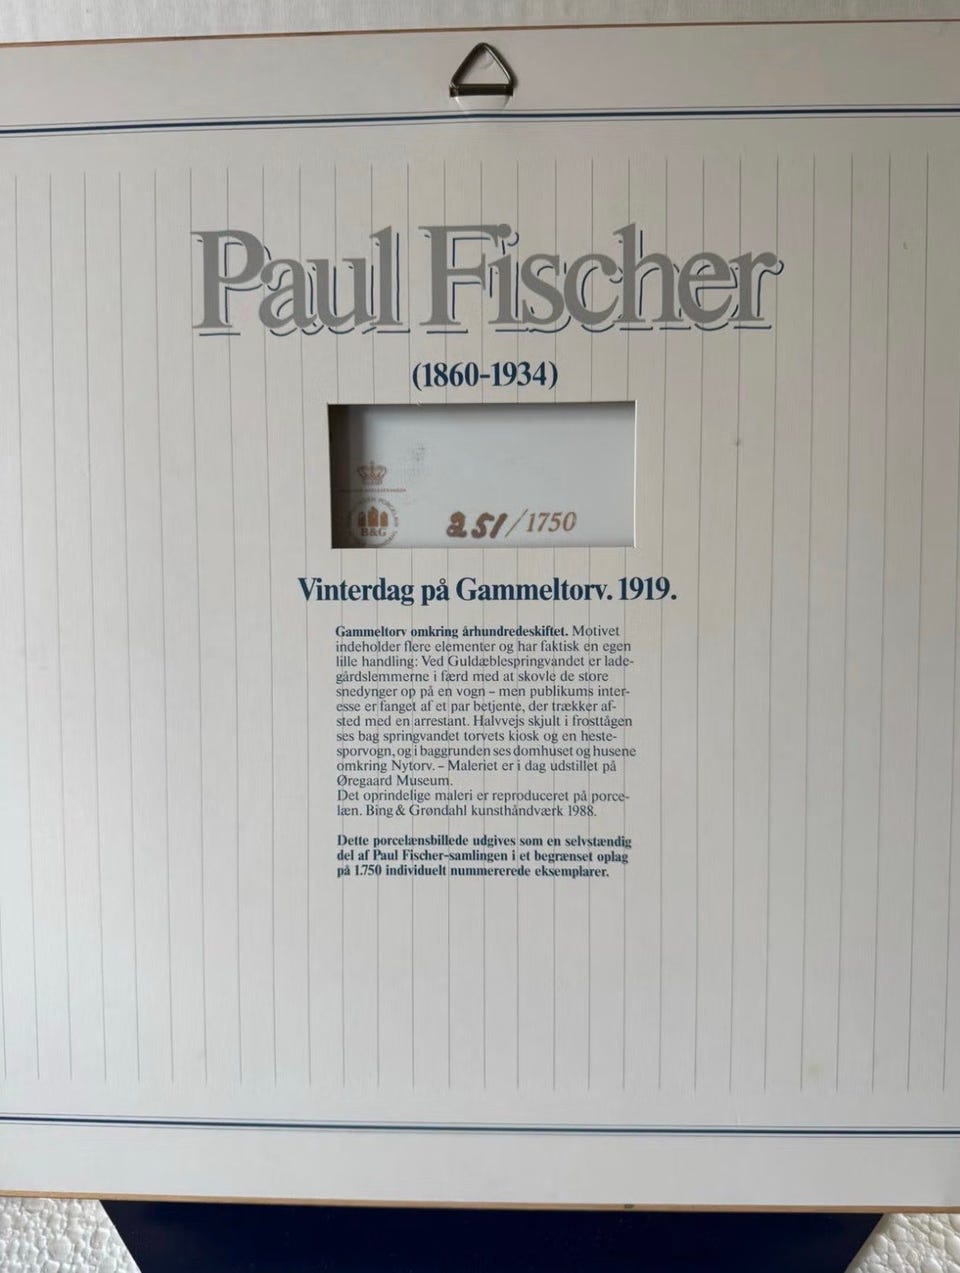 Paul Fischer
(1860-1934)
B&G
251/1750
Vinterdag på Gammeltorv. 1919.
Gammeltorv omkring århundredeskiftet. Motivet
indeholder flere elementer og har faktisk en egen
lille handling: Ved Guldæblespringvandet er lade-
gårdslemmerne i færd med at skovle de store
snedynger op på en vogn – men publikums inter-
esse er fanget af et par betjente, der trækker af-
sted med en arrestant. Halvvejs skjult i frosttågen
ses bag springvandet torvets kiosk og en heste-
sporvogn, og i baggrunden ses domhuset og husene
omkring Nytorv. – Maleriet er i dag udstillet på
Øregaard Museum.
Det oprindelige maleri er reproduceret på porce-
læn. Bing & Grøndahl kunsthåndværk 1988.
Dette porcelænsbillede udgives som en selvstændig
del af Paul Fischer-samlingen i et begrænset oplag
på 1.750 individuelt nummererede eksemplarer.